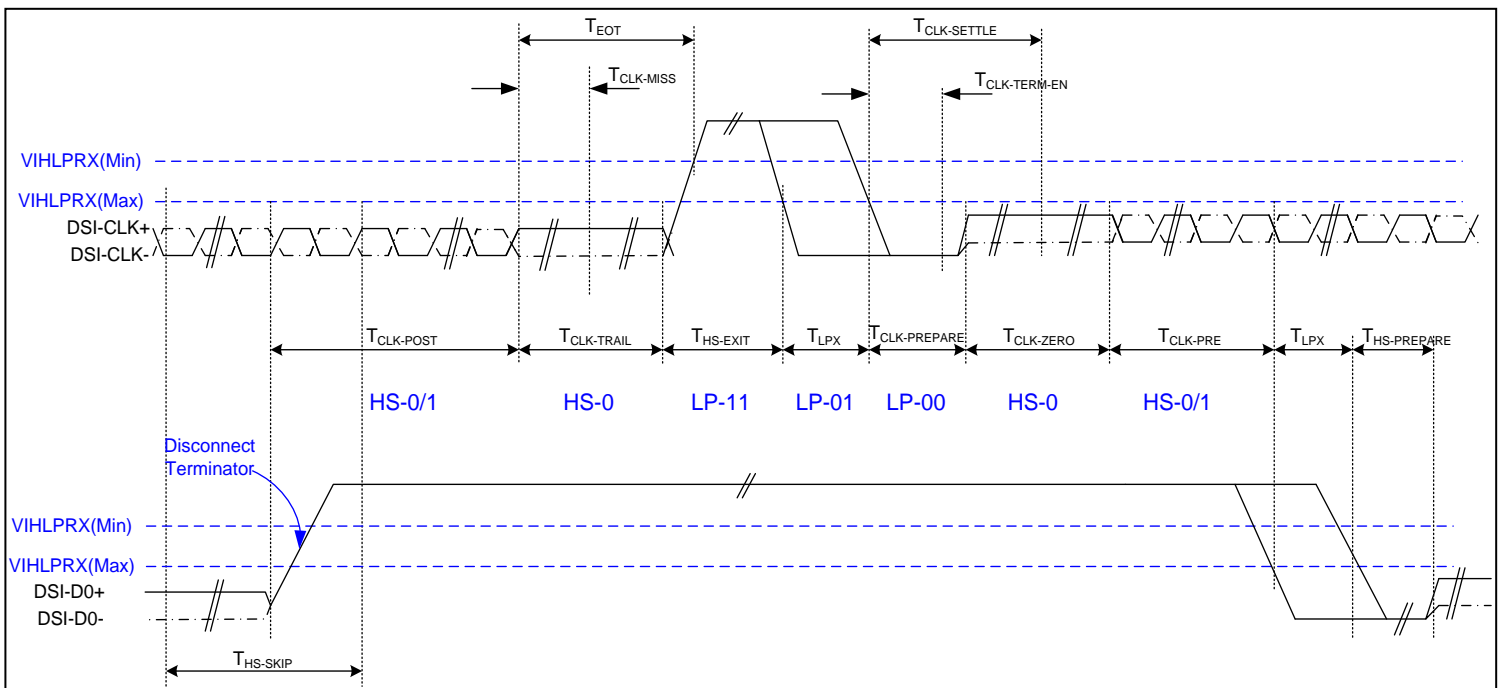 TEOT
TCLK-SETTLE
TCLK-MISS
TCLK-TERM-EN
VIHLPRX(Min)
VIHLPRX(Max)
DSI-CLK+
DSI-CLK-
TCLK-POST
TCLK-TRAIL
THS-EXIT
TLPX
TCLK-PREPARE
TCLK-ZERO
TCLK-PRE
TLPX
THS-PREPARE
HS-0/1
HS-0
LP-11
LP-01
LP-00
HS-0
HS-0/1
Disconnect
Terminator
VIHLPRX(Min)
VIHLPRX(Max)
DSI-D0+
DSI-D0-
THS-SKIP